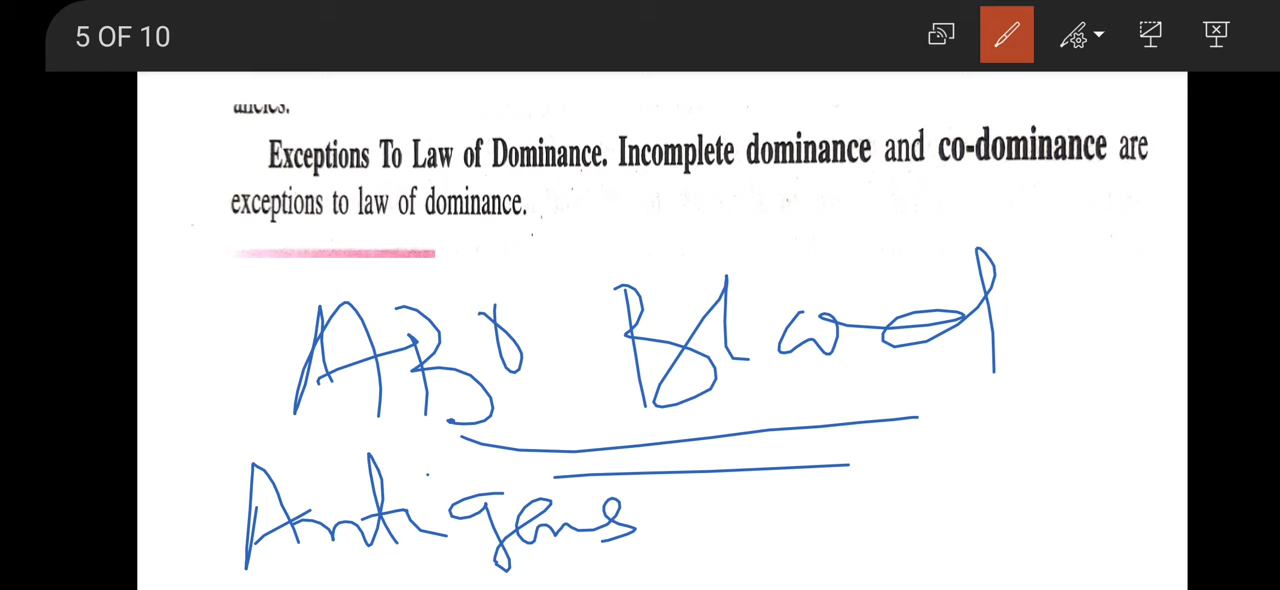 5 OF 10
Exceptions To Law of Dominance. Incomplete dominance and co-dominance are
exceptions to law of dominance.
ABO Blood
Antigens